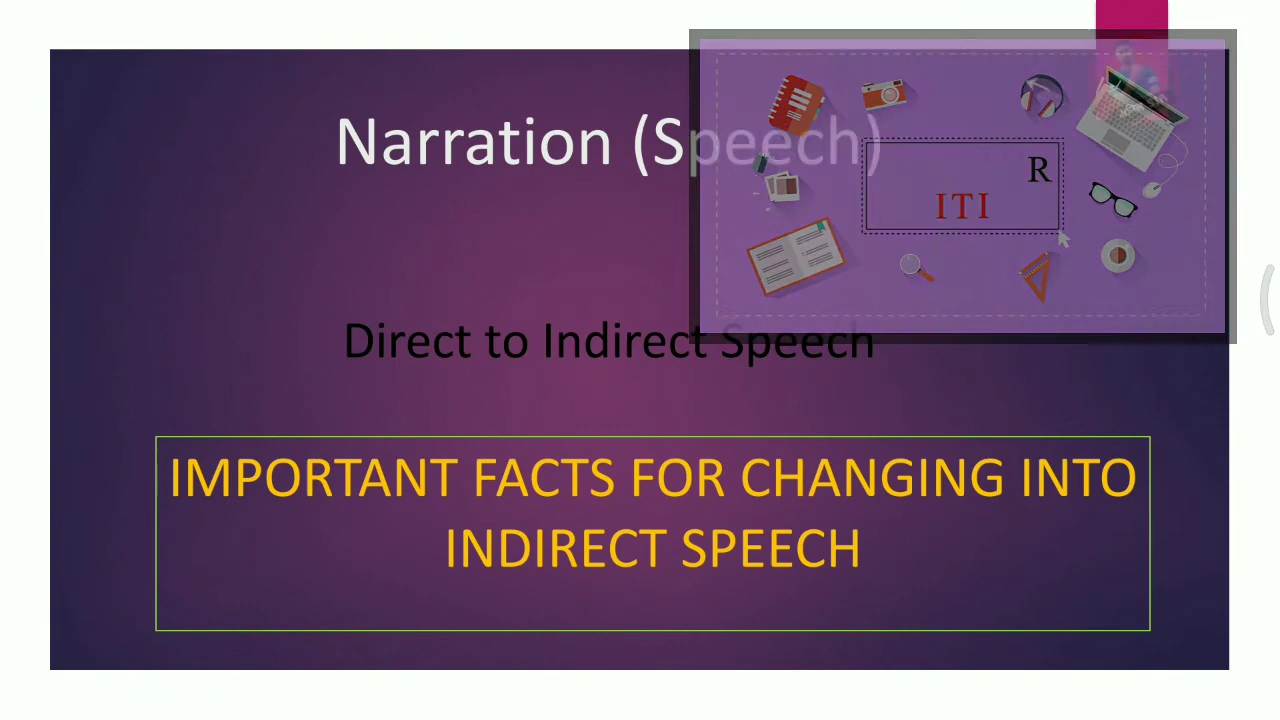 Narration (Speech)
R
ITI
Direct to Indirect Speech
IMPORTANT FACTS FOR CHANGING INTO
INDIRECT SPEECH